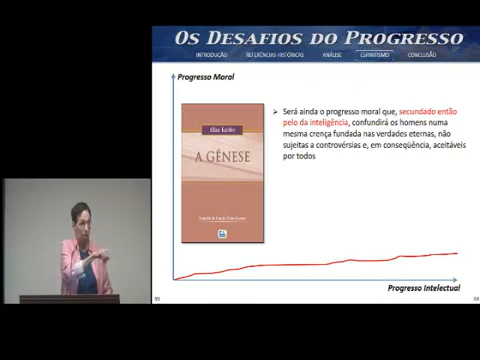 OS DESAFIOS DO PROGRESSO
INTRODUÇÃO REFERÊNCIAS HISTÓRICAS ANÁLISE ESPIRITISMO CONCLUSÃO
Progresso Moral
Allan Kardec
A GÊNESE
➢ Será ainda o progresso moral que, secundado então
pelo da inteligência, confundirá os homens numa
mesma crença fundada nas verdades eternas, não
sujeitas a controvérsias e, em conseqüência, aceitáveis
por todos
Progresso Intelectual